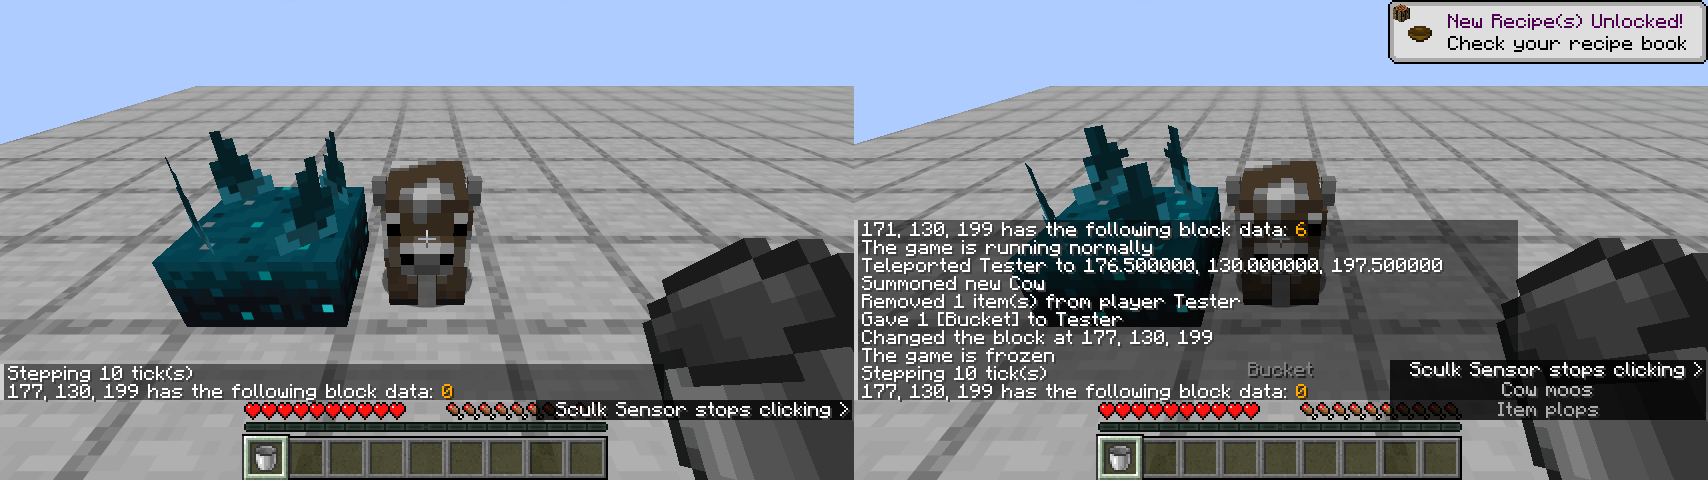 Stepping 10 tick(s)
177, 130, 199 has the following block data: 0
Sculk Sensor stops clicking >
New Recipe(s) Unlocked!
Check your recipe book
171, 130, 199 has the following block data: 6
The game is running normally
Teleported Tester to 176.500000, 130.000000, 197.500000
Summoned new Cow
Removed 1 item(s) from player Tester
Gave 1 [Bucket] to Tester
Changed the block at 177, 130, 199
The game is frozen
Stepping 10 tick(s)
177, 130, 199 has the following block data: 0
Bucket
Sculk Sensor stops clicking >
Cow moos
Item plops